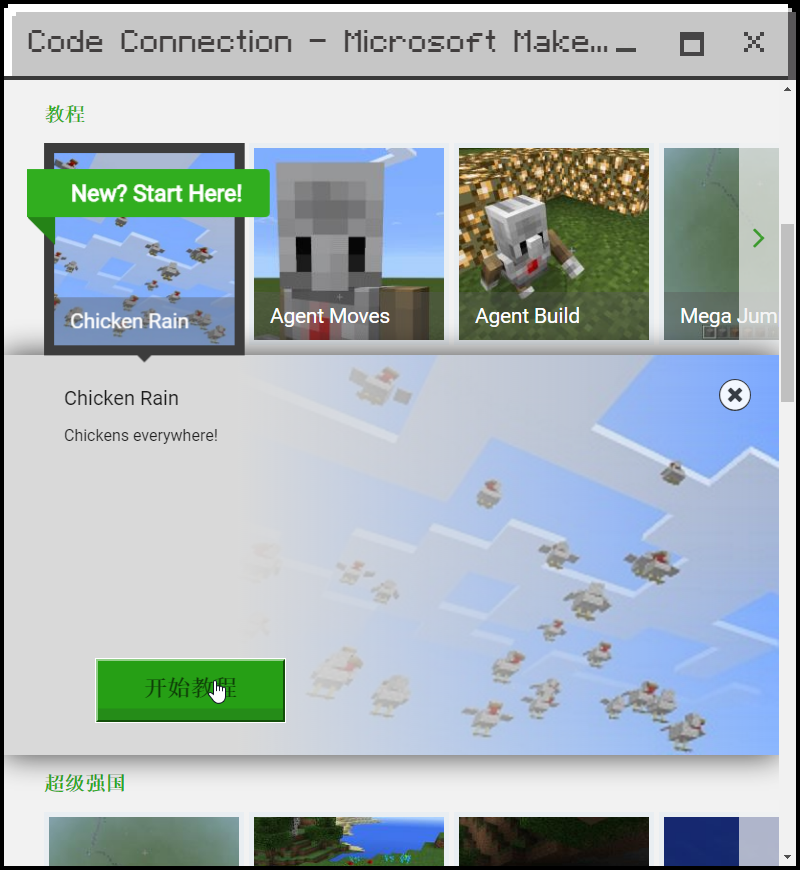 Code Connection - Microsoft Make...
教程
New? Start Here!
Chicken Rain
Agent Moves
Agent Build
Mega Jum
Chicken Rain
Chickens everywhere!
开始教程
超级强国